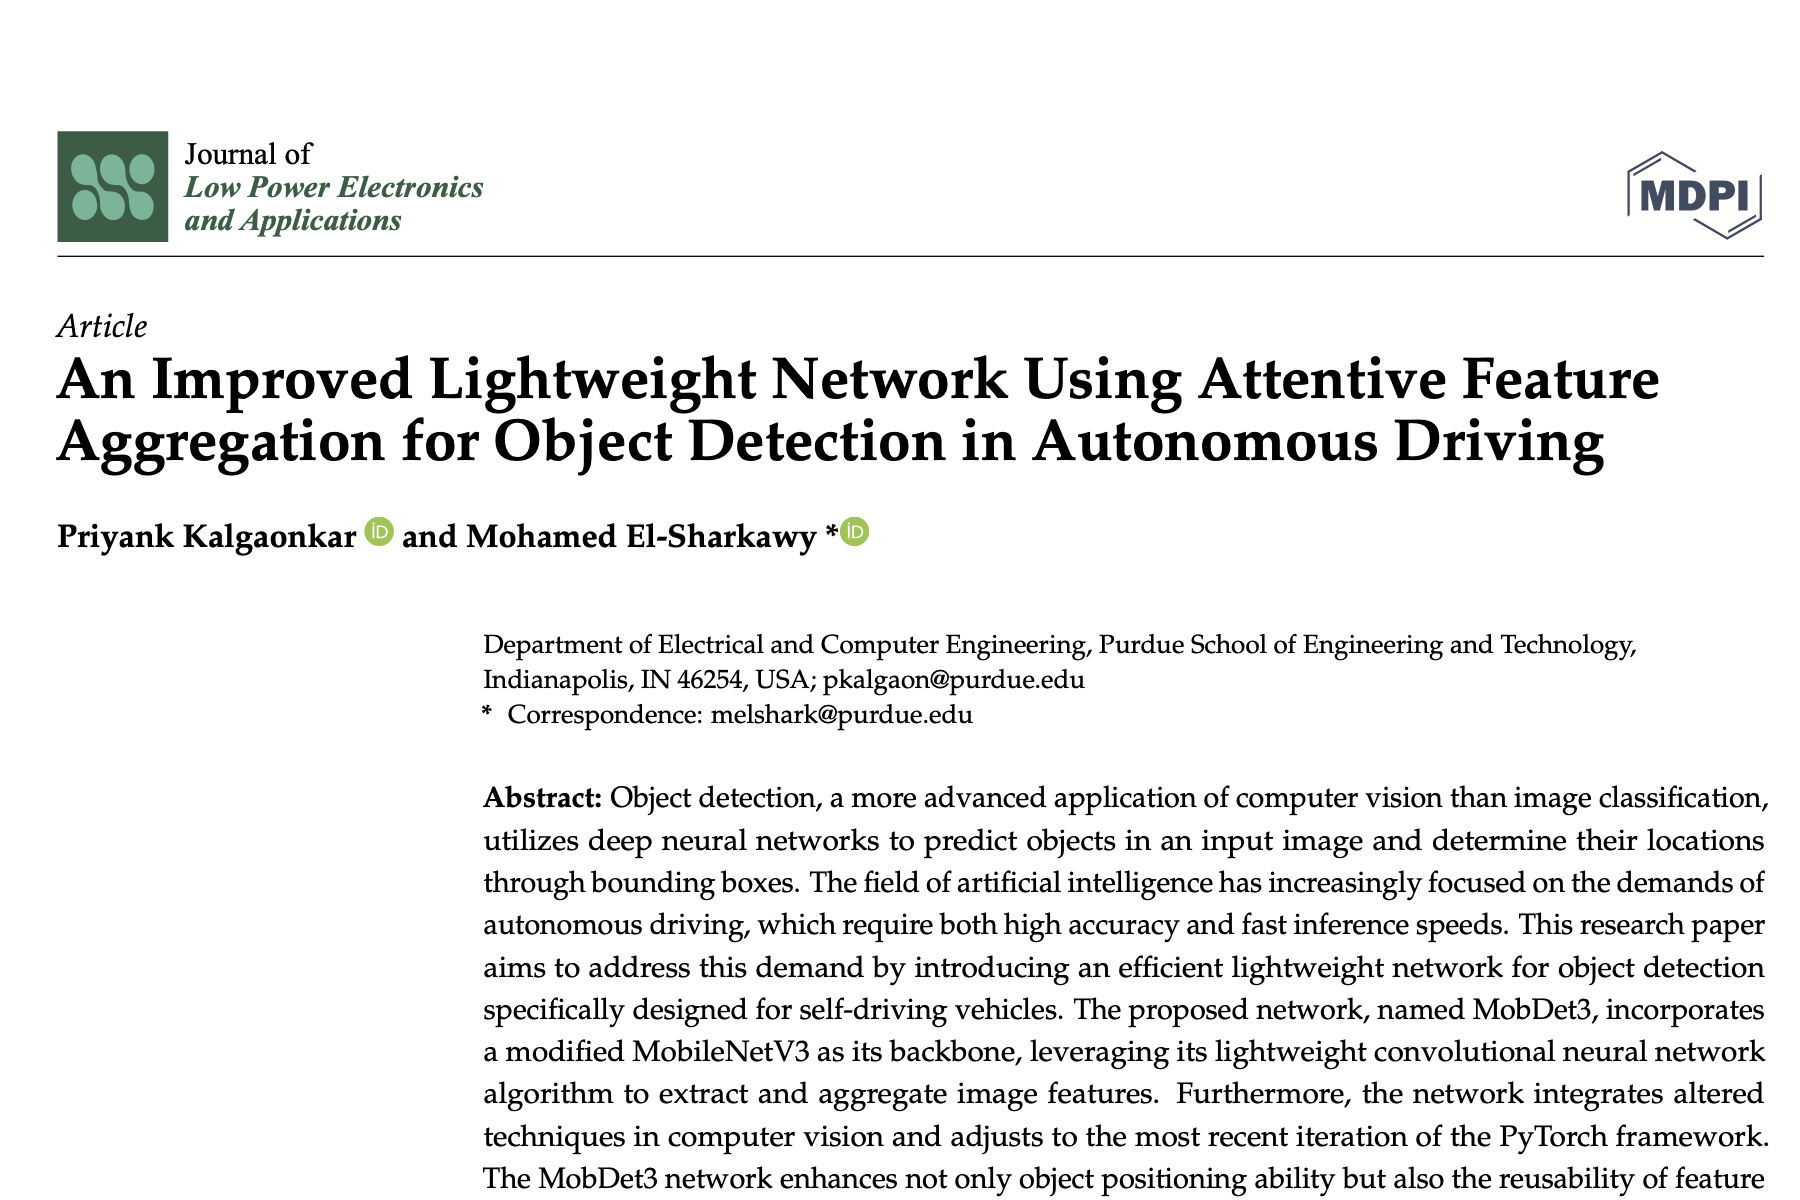 Journal of
Low Power Electronics
and Applications
MDPI
Article
An Improved Lightweight Network Using Attentive Feature
Aggregation for Object Detection in Autonomous Driving
Priyank Kalgaonkar iD and Mohamed El-Sharkawy * iD
Department of Electrical and Computer Engineering, Purdue School of Engineering and Technology,
Indianapolis, IN 46254, USA; pkalgaon@purdue.edu
* Correspondence: melshark@purdue.edu
Abstract: Object detection, a more advanced application of computer vision than image classification,
utilizes deep neural networks to predict objects in an input image and determine their locations
through bounding boxes. The field of artificial intelligence has increasingly focused on the demands of
autonomous driving, which require both high accuracy and fast inference speeds. This research paper
aims to address this demand by introducing an efficient lightweight network for object detection
specifically designed for self-driving vehicles. The proposed network, named MobDet3, incorporates
a modified MobileNetV3 as its backbone, leveraging its lightweight convolutional neural network
algorithm to extract and aggregate image features. Furthermore, the network integrates altered
techniques in computer vision and adjusts to the most recent iteration of the PyTorch framework.
The MobDet3 network enhances not only object positioning ability but also the reusability of feature